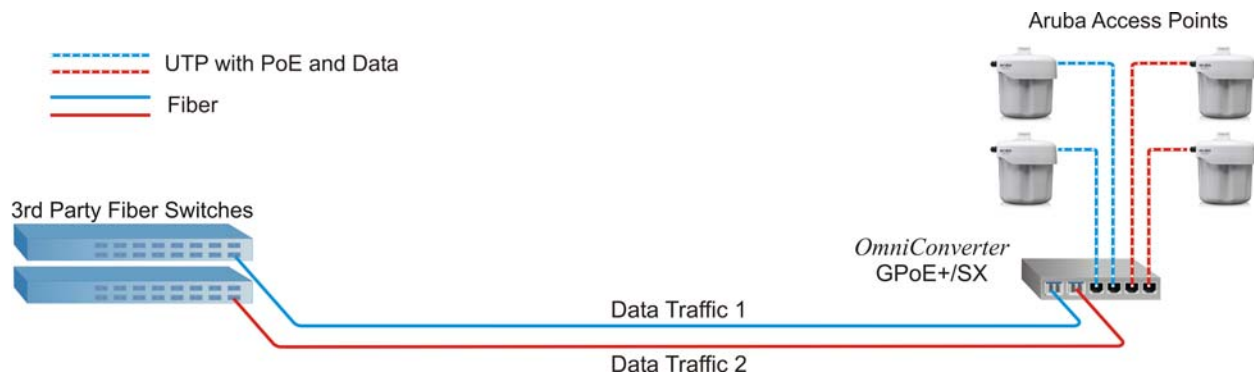 Aruba Access Points
UTP with PoE and Data
Fiber
3rd Party Fiber Switches
OmniConverter
GPoE+/SX
Data Traffic 1
Data Traffic 2